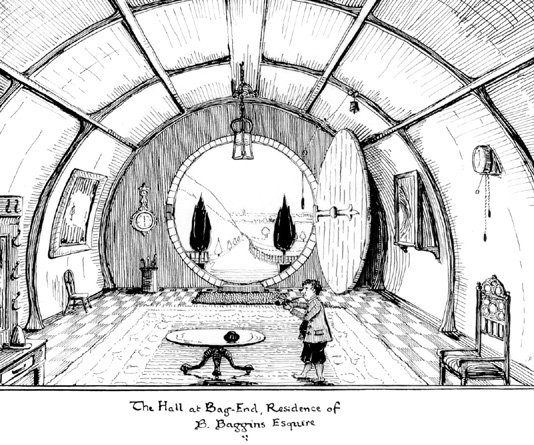 The Hall at Bag-End, Residence of
B. Baggins Esquire